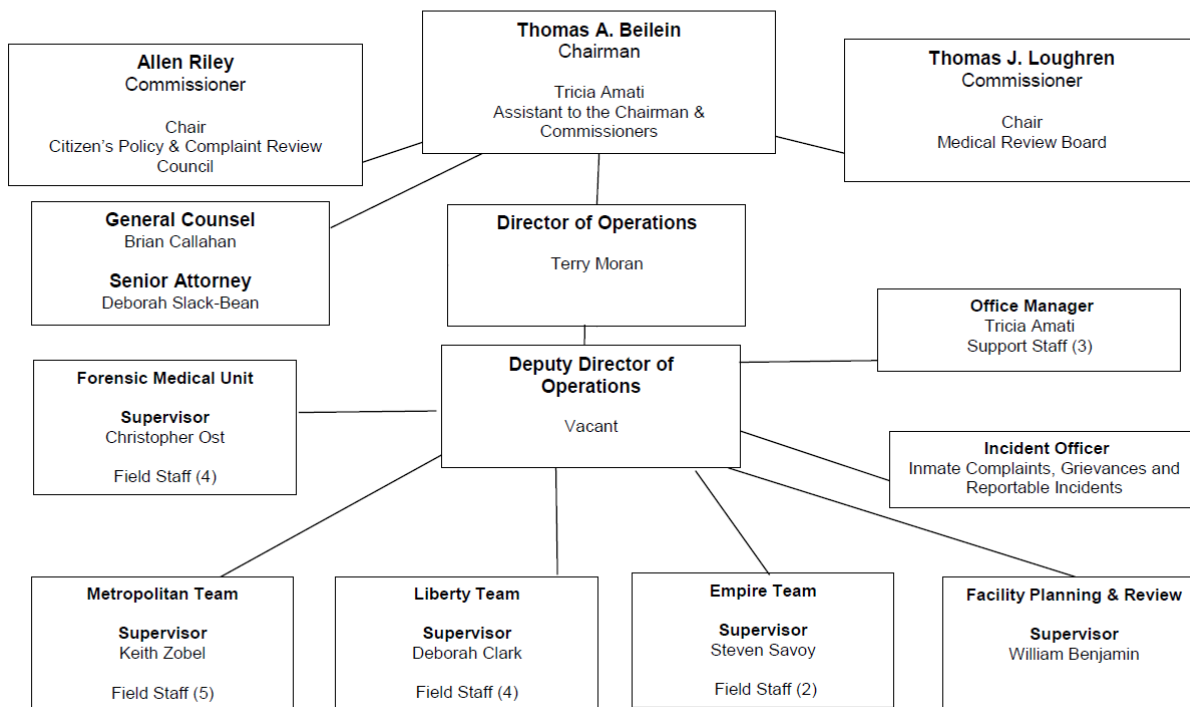 Allen Riley
Commissioner
Chair
Citizen's Policy & Complaint Review
Council
Thomas A. Beilein
Chairman
Tricia Amati
Assistant to the Chairman &
Commissioners
Thomas J. Loughren
Commissioner
Chair
Medical Review Board
General Counsel
Brian Callahan
Senior Attorney
Deborah Slack-Bean
Director of Operations
Terry Moran
Office Manager
Tricia Amati
Support Staff (3)
Forensic Medical Unit
Supervisor
Christopher Ost
Field Staff (4)
Deputy Director of
Operations
Vacant
Incident Officer
Inmate Complaints, Grievances and
Reportable Incidents
Metropolitan Team
Supervisor
Keith Zobel
Field Staff (5)
Liberty Team
Supervisor
Deborah Clark
Field Staff (4)
Empire Team
Supervisor
Steven Savoy
Field Staff (2)
Facility Planning & Review
Supervisor
William Benjamin